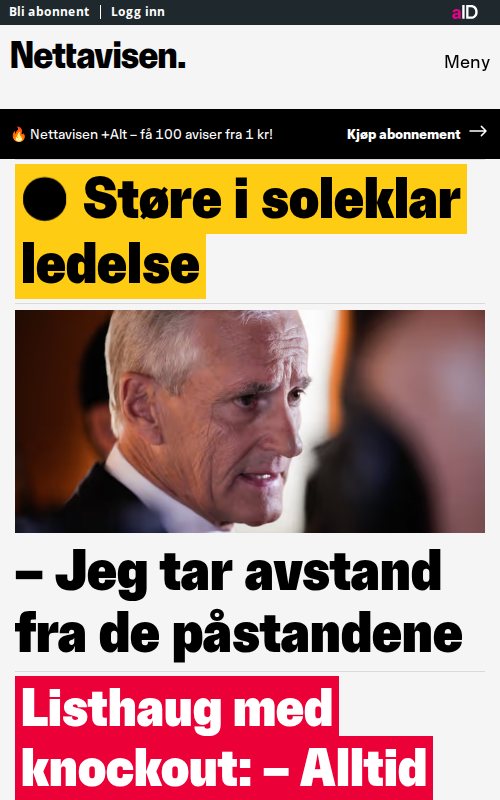 Bli abonnent Logg inn aID
Nettavisen.
Meny
🔥 Nettavisen +Alt – få 100 aviser fra 1 kr! Kjøp abonnement →
● Støre i soleklar
ledelse
– Jeg tar avstand
fra de påstandene
Listhaug med
knockout: – Alltid